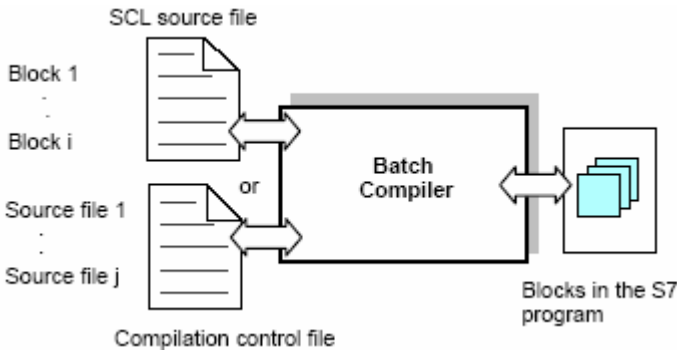 SCL source file
Block 1
.
.
Block i
or
Source file 1
.
.
Source file j
Compilation control file
Batch
Compiler
Blocks in the S7
program